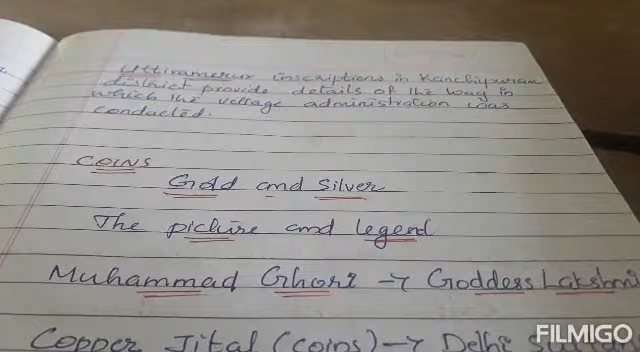 Uttiramerur inscriptions in Kanchipuram
district provide details of the way in
which the village administration was
conducted.
COINS
Gold and Silver
The picture and legend
Muhammad Ghori → Goddess Lakshmi
Copper Jital (coins) → Delhi
FILMIGO